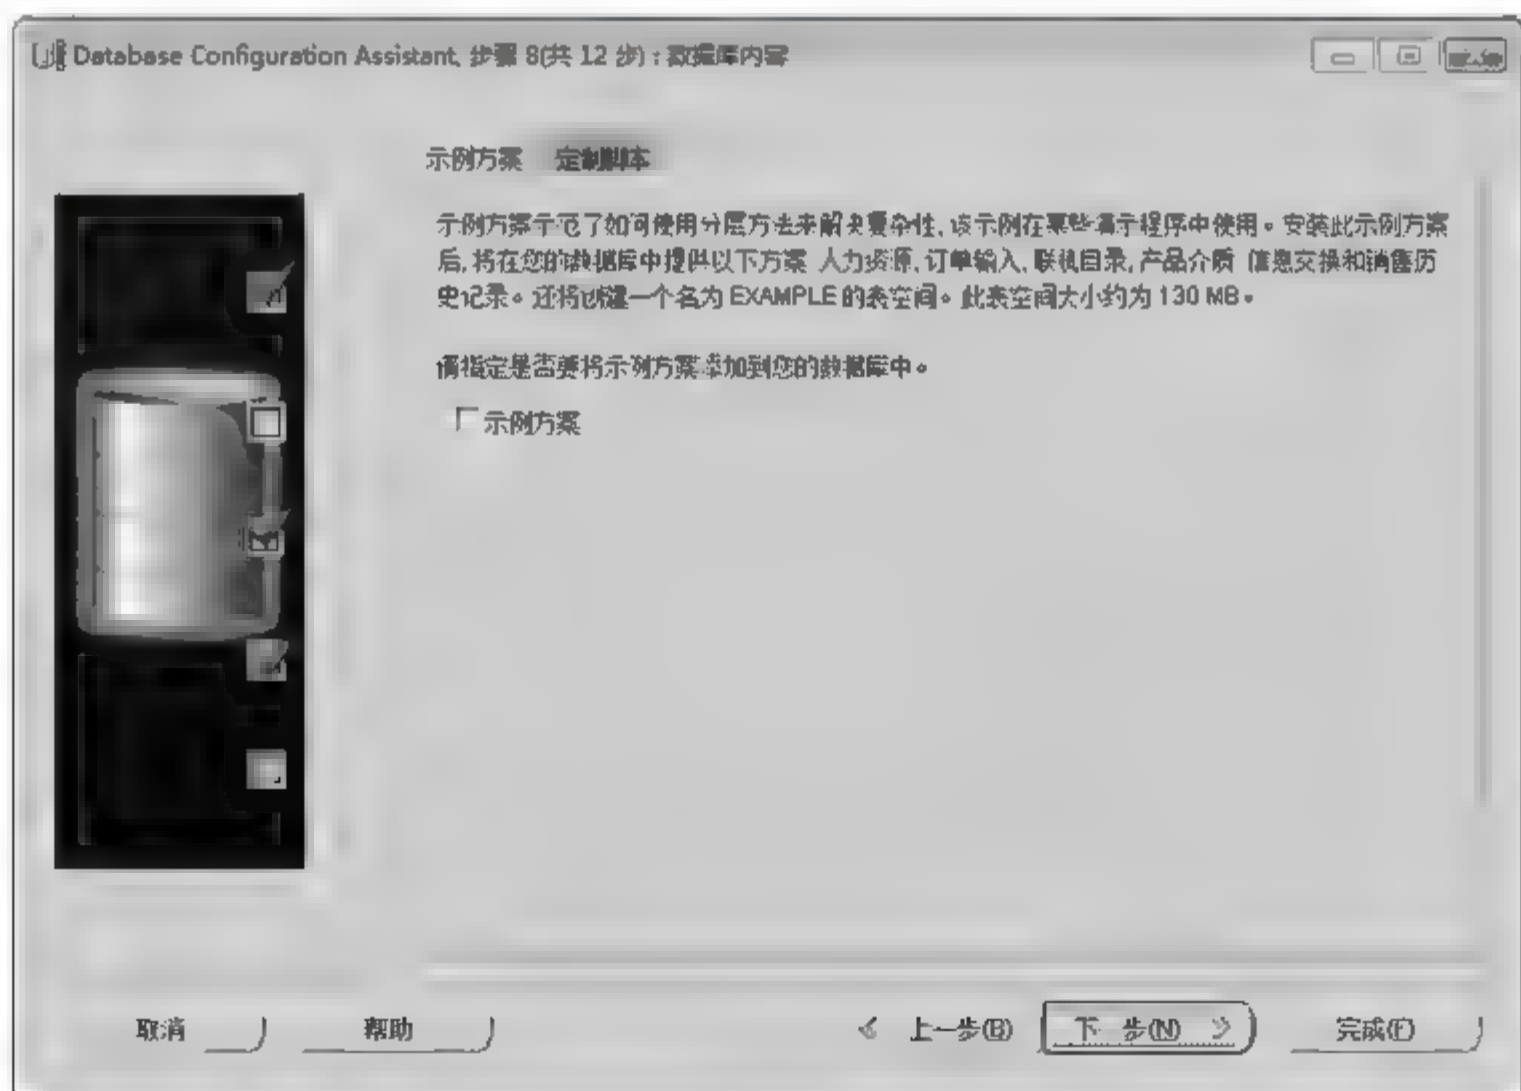 Database Configuration Assistant, 步骤 8(共 12 步) : 数据库内容
示例方案 定制脚本
示例方案示范了如何使用分层方法来解决复杂性, 该示例在某些演示程序中使用。安装此示例方案
后, 将在您的数据库中提供以下方案 人力资源, 订单输入, 联机目录, 产品介质 信息交换和销售历
史记录。还将创建一个名为 EXAMPLE 的表空间。此表空间大小约为 130 MB。
请指定是否要将示例方案添加到您的数据库中。
示例方案
取消 帮助 上一步(B) 下一步(N) 完成(F)